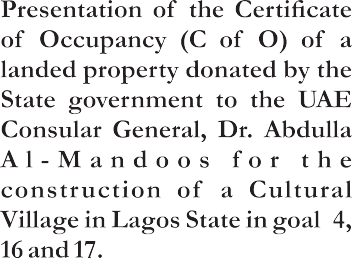 Presentation of the Certificate
of Occupancy (C of O) of a
landed property donated by the
State government to the UAE
Consular General, Dr. Abdulla
Al-Mandoos for the
construction of a Cultural
Village in Lagos State in goal 4,
16 and 17.